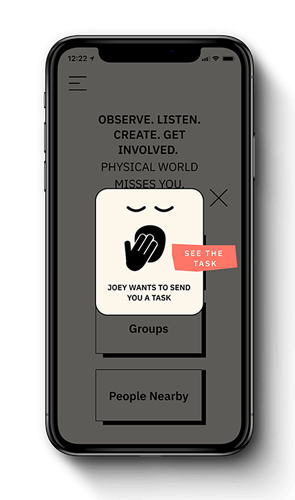 12:22
OBSERVE. LISTEN.
CREATE. GET
INVOLVED.
PHYSICAL WORLD
MISSES YOU.
SEE THE
TASK
JOEY WANTS TO SEND
YOU A TASK
Groups
People Nearby